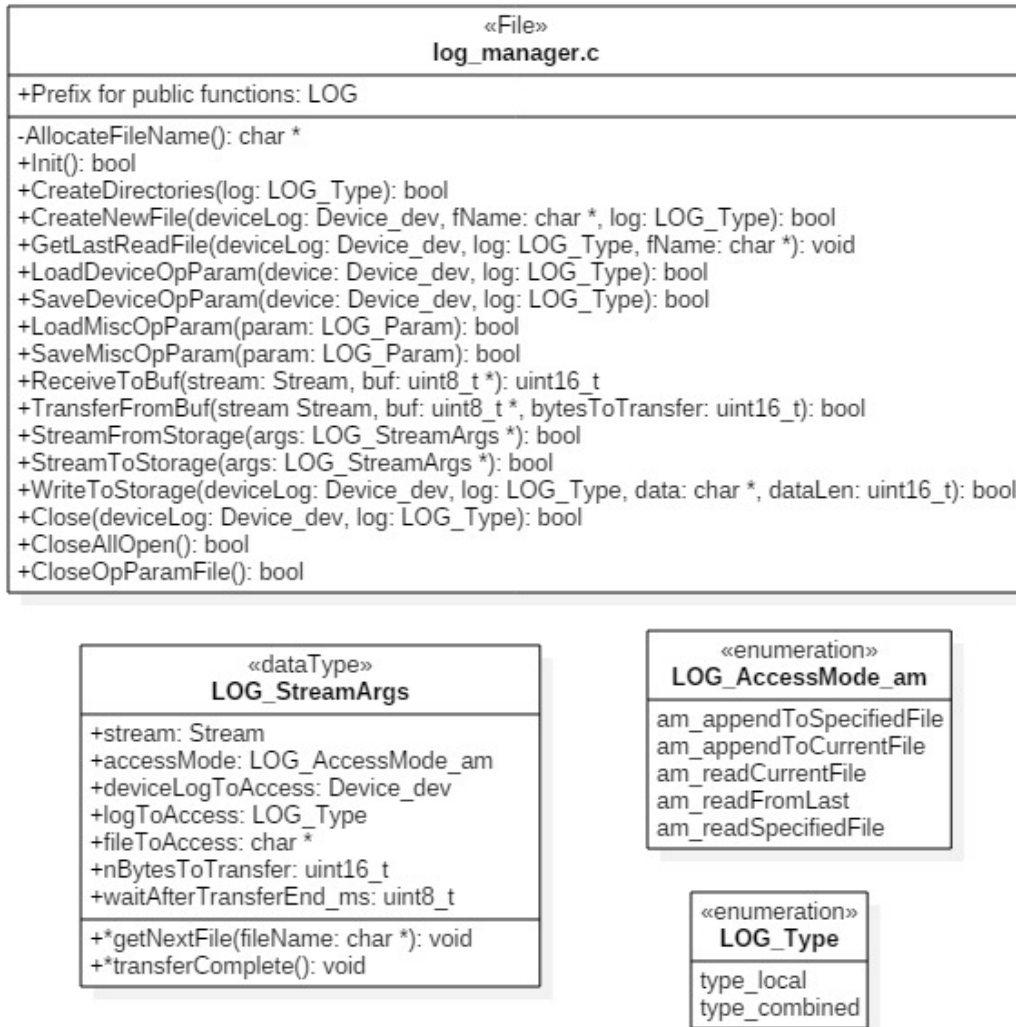 «File»
log_manager.c
+Prefix for public functions: LOG
-AllocateFileName(): char *
+Init(): bool
+CreateDirectories(log: LOG_Type): bool
+CreateNewFile(deviceLog: Device_dev, fName: char *, log: LOG_Type): bool
+GetLastReadFile(deviceLog: Device_dev, log: LOG_Type, fName: char *): void
+LoadDeviceOpParam(device: Device_dev, log: LOG_Type): bool
+SaveDeviceOpParam(device: Device_dev, log: LOG_Type): bool
+LoadMiscOpParam(param: LOG_Param): bool
+SaveMiscOpParam(param: LOG_Param): bool
+ReceiveToBuf(stream: Stream, buf: uint8_t *): uint16_t
+TransferFromBuf(stream Stream, buf: uint8_t *, bytesToTransfer: uint16_t): bool
+StreamFromStorage(args: LOG_StreamArgs *): bool
+StreamToStorage(args: LOG_StreamArgs *): bool
+WriteToStorage(deviceLog: Device_dev, log: LOG_Type, data: char *, dataLen: uint16_t): bool
+Close(deviceLog: Device_dev, log: LOG_Type): bool
+CloseAllOpen(): bool
+CloseOpParamFile(): bool
«dataType»
LOG_StreamArgs
+stream: Stream
+accessMode: LOG_AccessMode_am
+deviceLogToAccess: Device_dev
+logToAccess: LOG_Type
+fileToAccess: char *
+nBytesToTransfer: uint16_t
+waitAfterTransferEnd_ms: uint8_t
+*getNextFile(fileName: char *): void
+*transferComplete(): void
«enumeration»
LOG_AccessMode_am
am_appendToSpecifiedFile
am_appendToCurrentFile
am_readCurrentFile
am_readFromLast
am_readSpecifiedFile
«enumeration»
LOG_Type
type_local
type_combined